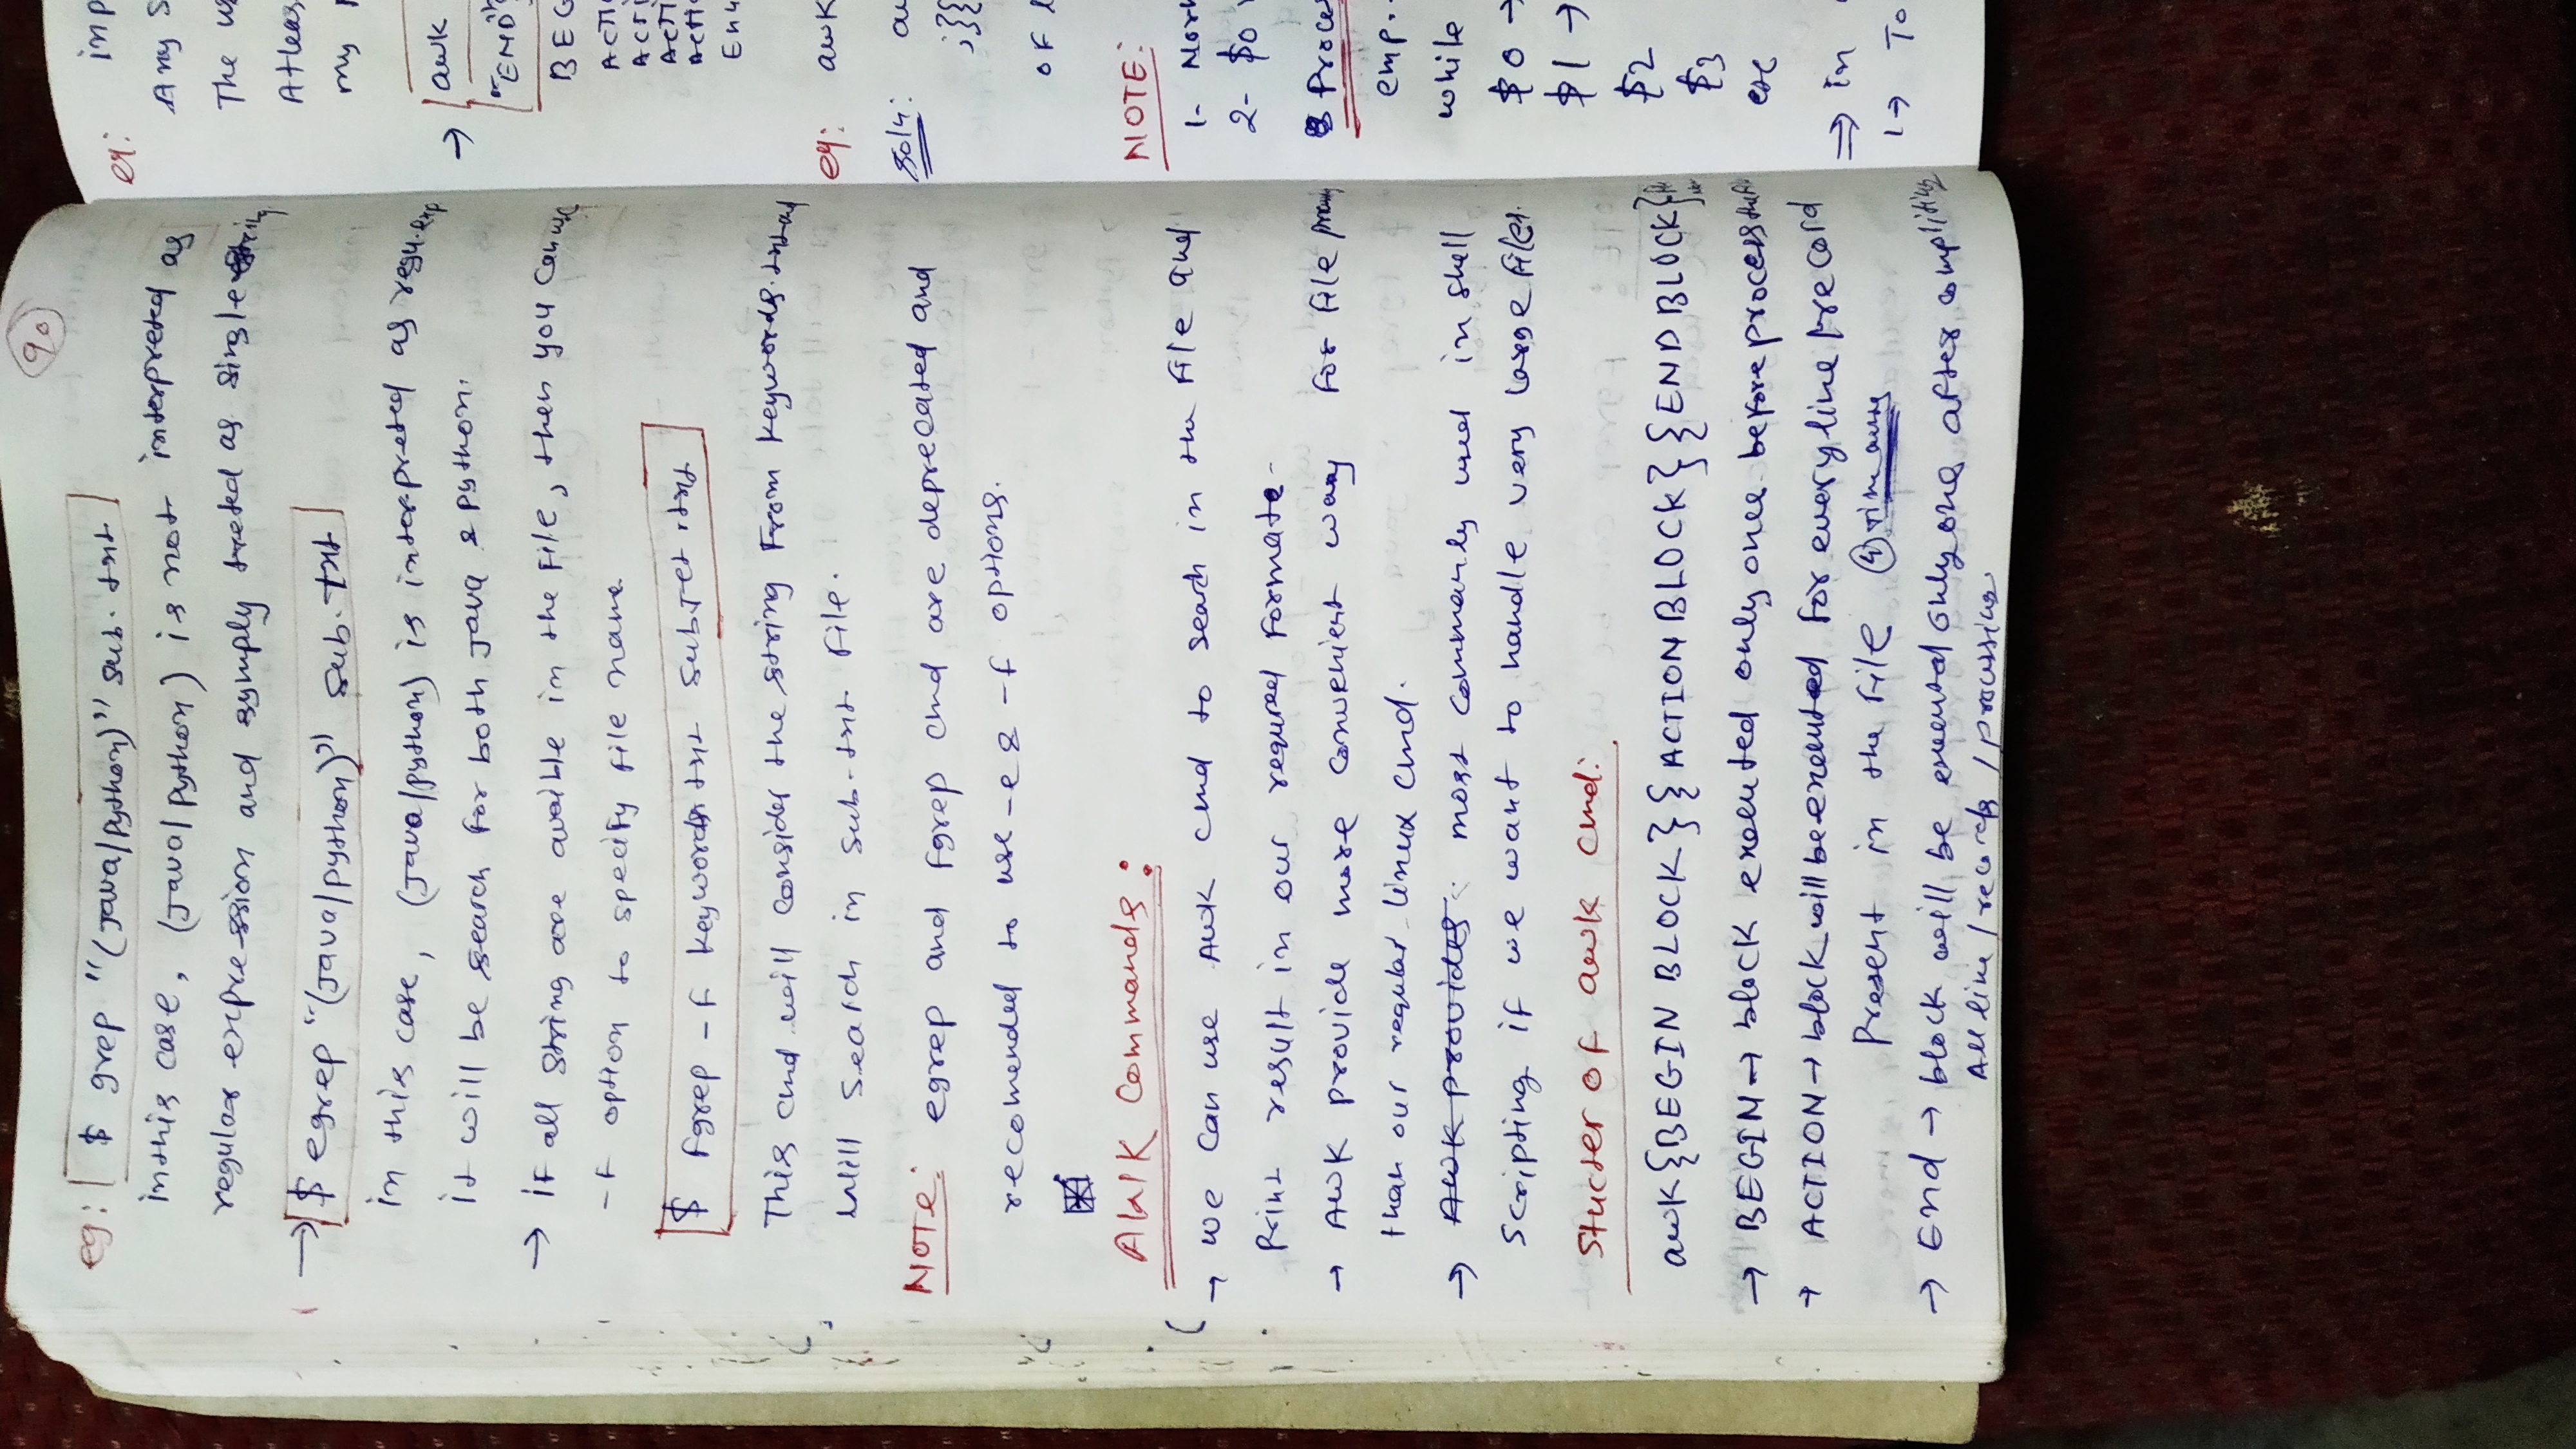 90
eg: $ grep "(Java/python)" sub.txt
in this case, (Java/python) is not interpreted as
regular expression and symply treted as single string
→ $ egrep "(Java/python)" sub.txt
in this case, (Java/python) is interpreted as regu.exp
it will be search for both Java & python.
→ if all string are avaible in the file, then you can use
-f option to specify file name
$ fgrep -f keywords.txt subjet.txt
This cmd will consider the string from keywords.txt and
will search in sub.txt file.
NOTE: egrep and fgrep cmd are deprecated and
recomended to use -e & -f options.
AWK Commands:
→ we can use AWK cmd to search in the file and
Print result in our required formate-
→ AWK provide more convenient way for file
than our regular linux cmd.
→ AWK provides most commanly used in shell
scripting if we want to handle very large files.
Stucter of awk cmd:
awk{BEGIN BLOCK}{ACTION BLOCK}{END BLOCK}
→ BEGIN → block executed only once before process the
→ ACTION → block will be executed for every line/record
Present in the file 4
→ End → block will be executed only one after compliting
All line/records/processing
eg: inp
Any S
The us
Atleas
my
→ awk
"END"
BEG
ACTI
ACTI
ACTI
ACTI
eg: awk
soln:
;}{
of l
NOTE:
1-
2- $0
Proces
emp.
while
$0 →
$1 →
$2
$3
etc
⇒ in
1→ To